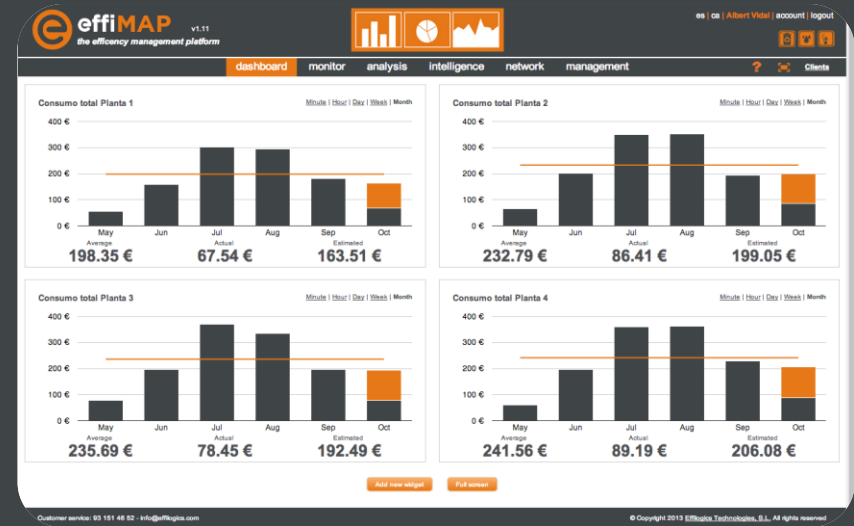 effiMAP v1.11
the efficency management platform
es | ca | Albert Vidal | account | logout
dashboard monitor analysis intelligence network management ? Clients
Consumo total Planta 1 Minute | Hour | Day | Week | Month
400 €
300 €
200 €
100 €
0 €
May Jun Jul Aug Sep Oct
Average Actual Estimated
198.35 € 67.54 € 163.51 €
Consumo total Planta 2 Minute | Hour | Day | Week | Month
400 €
300 €
200 €
100 €
0 €
May Jun Jul Aug Sep Oct
Average Actual Estimated
232.79 € 86.41 € 199.05 €
Consumo total Planta 3 Minute | Hour | Day | Week | Month
400 €
300 €
200 €
100 €
0 €
May Jun Jul Aug Sep Oct
Average Actual Estimated
235.69 € 78.45 € 192.49 €
Consumo total Planta 4 Minute | Hour | Day | Week | Month
400 €
300 €
200 €
100 €
0 €
May Jun Jul Aug Sep Oct
Average Actual Estimated
241.56 € 89.19 € 206.08 €
Add new widget Full screen
Customer service: 93 151 46 52 - info@effilogics.com
© Copyright 2013 Effilogics Technologies, S.L. All rights reserved